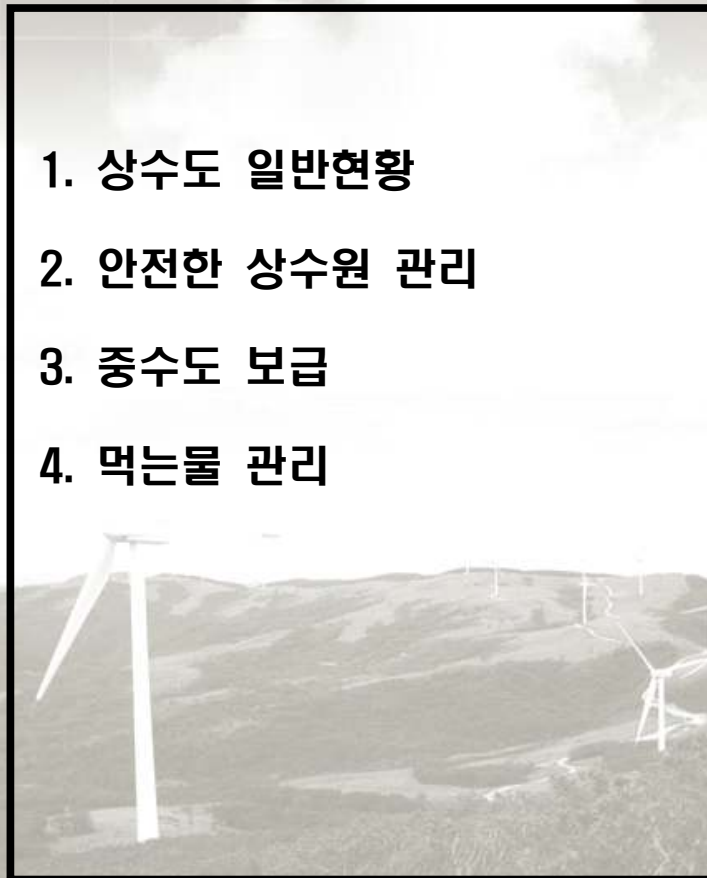 1. 상수도 일반현황
2. 안전한 상수원 관리
3. 중수도 보급
4. 먹는물 관리